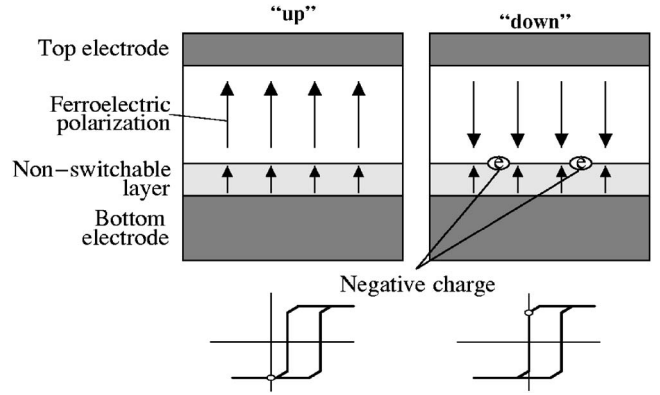 “up”
“down”
Top electrode
Ferroelectric
polarization
Non−switchable
layer
e
e
Bottom
electrode
Negative charge